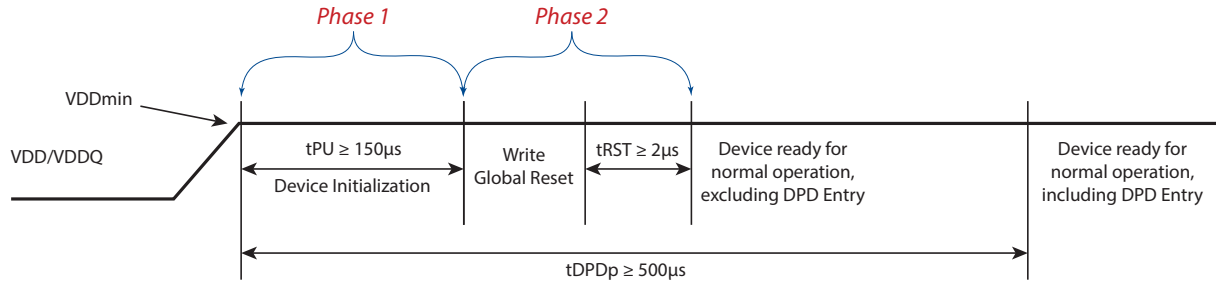 Phase 1
Phase 2
VDDmin
VDD/VDDQ
tPU ≥ 150µs
Device Initialization
Write
Global Reset
tRST ≥ 2µs
Device ready for
normal operation,
excluding DPD Entry
Device ready for
normal operation,
including DPD Entry
tDPDp ≥ 500µs